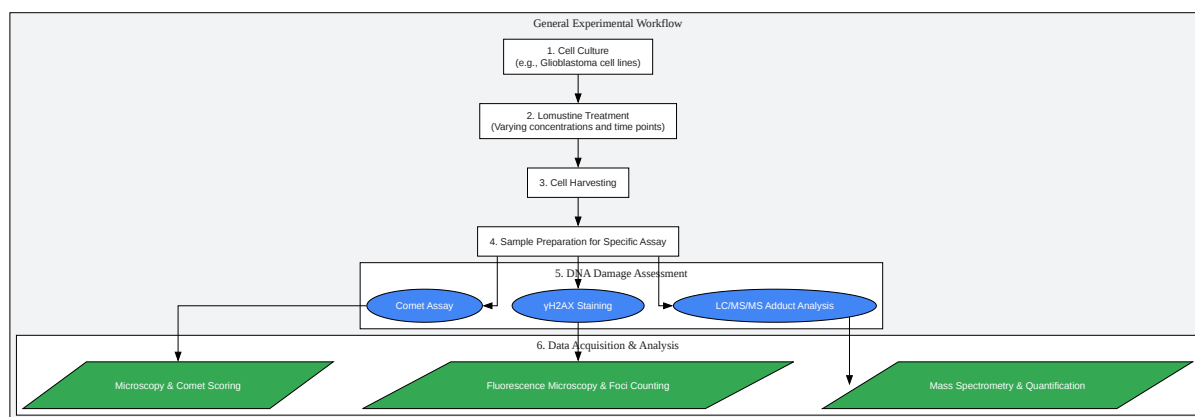 General Experimental Workflow
1. Cell Culture
(e.g., Glioblastoma cell lines)
2. Lomustine Treatment
(Varying concentrations and time points)
3. Cell Harvesting
4. Sample Preparation for Specific Assay
5. DNA Damage Assessment
Comet Assay
γH2AX Staining
LC/MS/MS Adduct Analysis
6. Data Acquisition & Analysis
Microscopy & Comet Scoring
Fluorescence Microscopy & Foci Counting
Mass Spectrometry & Quantification